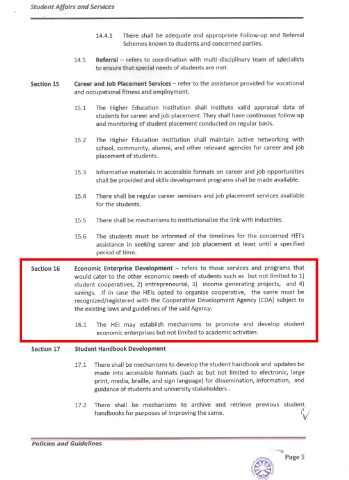 Student Affairs and Services
14.4.1 There shall be adequate and appropriate Follow-up and Referral
Schemes known to students and concerned parties.
14.5 Referral – refers to coordination with multi-disciplinary team of specialists
to ensure that special needs of students are met.
Section 15 Career and Job Placement Services – refer to the assistance provided for vocational
and occupational fitness and employment.
15.1 The Higher Education Institution shall institute valid appraisal data of
students for career and job placement. They shall have continuous follow-up
and monitoring of student placement conducted on regular basis.
15.2 The Higher Education Institution shall maintain active networking with
school, community, alumni, and other relevant agencies for career and job
placement of students.
15.3 Informative materials in accessible formats on career and job opportunities
shall be provided and skills development programs shall be made available.
15.4 There shall be regular career seminars and job placement services available
for the students.
15.5 There shall be mechanisms to institutionalize the link with industries.
15.6 The students must be informed of the timelines for the concerned HEI's
assistance in seeking career and job placement at least until a specified
period of time.
Section 16 Economic Enterprise Development – refers to those services and programs that
would cater to the other economic needs of students such as but not limited to 1)
student cooperatives, 2) entrepreneurial, 3) income generating projects, and 4)
savings. If in case the HEIs opted to organize cooperative, the same must be
recognized/registered with the Cooperative Development Agency (CDA) subject to
the existing laws and guidelines of the said Agency.
16.1 The HEI may establish mechanisms to promote and develop student
economic enterprises but not limited to academic activities.
Section 17 Student Handbook Development
17.1 There shall be mechanisms to develop the student handbook and updates be
made into accessible formats (such as but not limited to electronic, large
print, media, braille, and sign language) for dissemination, information, and
guidance of students and university stakeholders .
17.2 There shall be mechanisms to archive and retrieve previous student
handbooks for purposes of improving the same.
Policies and Guidelines
Page 5